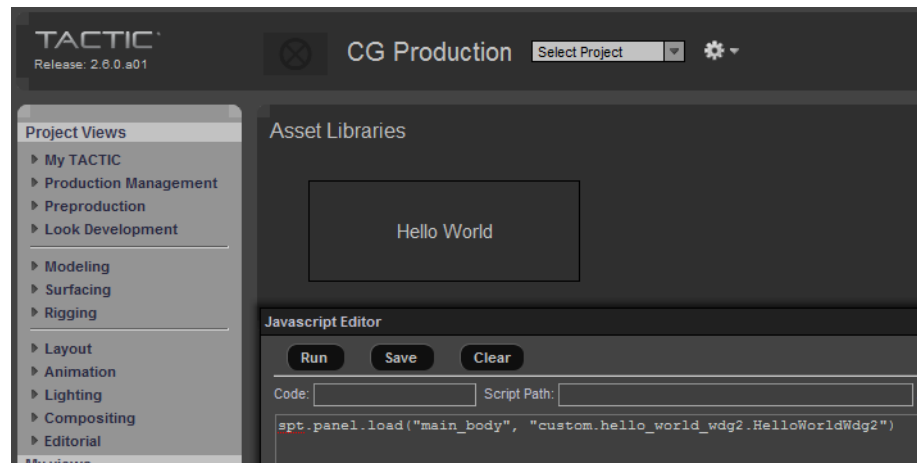 TACTIC
Release: 2.6.0.a01
CG Production
Select Project
Project Views
My TACTIC
Production Management
Preproduction
Look Development
Modeling
Surfacing
Rigging
Layout
Animation
Lighting
Compositing
Editorial
My views
Asset Libraries
Hello World
Javascript Editor
Run Save Clear
Code: Script Path:
spt.panel.load("main_body", "custom.hello_world_wdg2.HelloWorldWdg2")